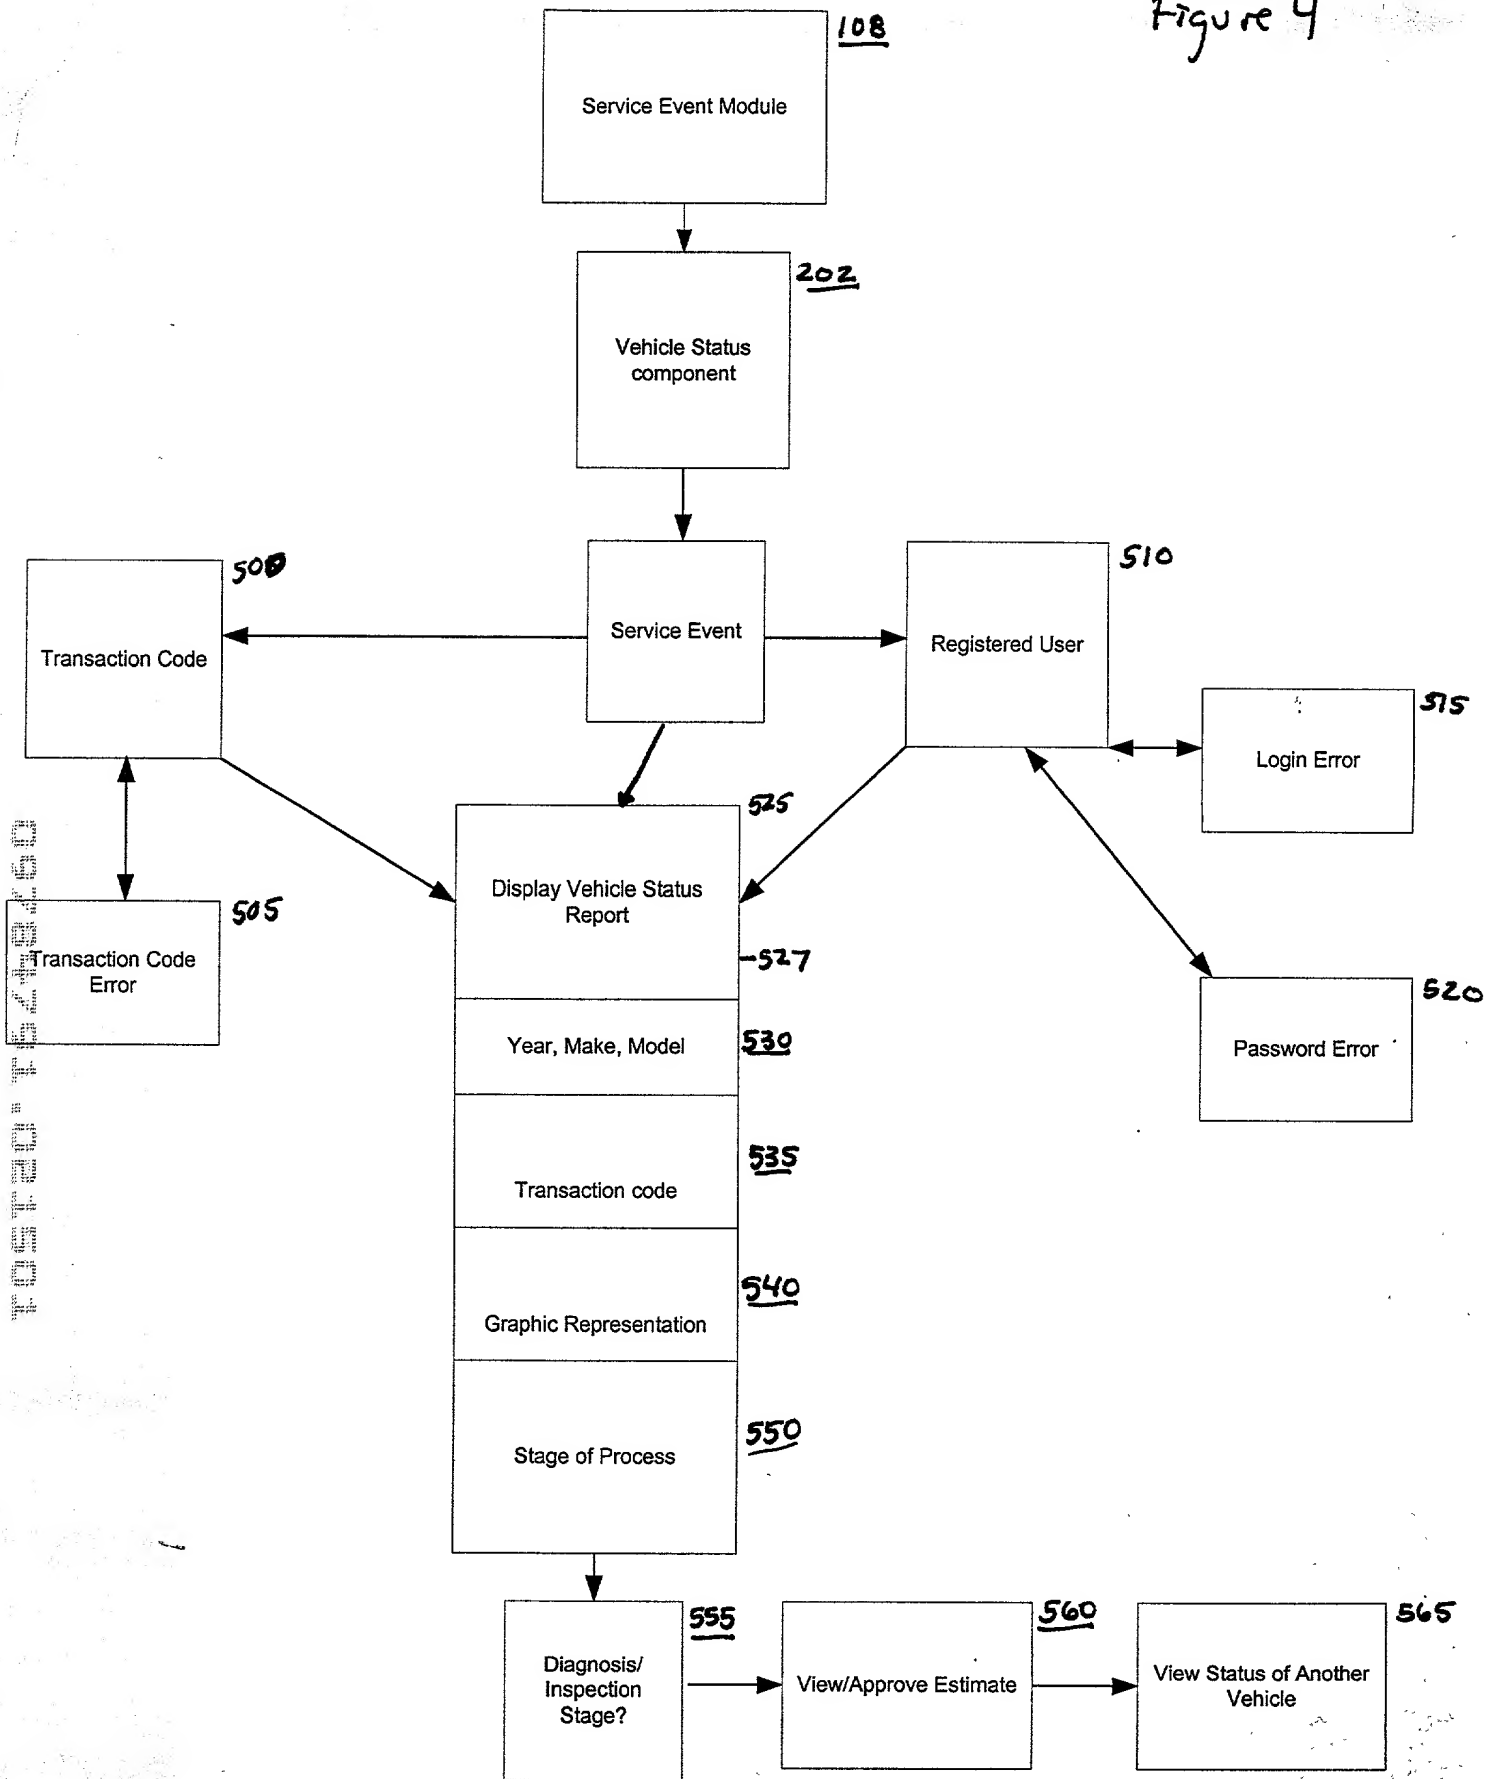 Figure 4
108
Service Event Module
202
Vehicle Status
component
500
Transaction Code
Service Event
510
Registered User
515
Login Error
525
Display Vehicle Status
Report
527
505
Transaction Code
Error
520
Password Error
Year, Make, Model
530
535
Transaction code
540
Graphic Representation
550
Stage of Process
555
Diagnosis/
Inspection
Stage?
560
View/Approve Estimate
565
View Status of Another
Vehicle